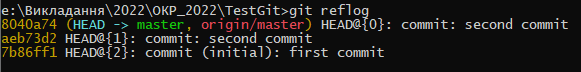 e:\Викладання\2022\ОКР_2022\TestGit>git reflog
8040a74 (HEAD -> master, origin/master) HEAD@{0}: commit: second commit
aeb73d2 HEAD@{1}: commit: second commit
7b86ff1 HEAD@{2}: commit (initial): first commit